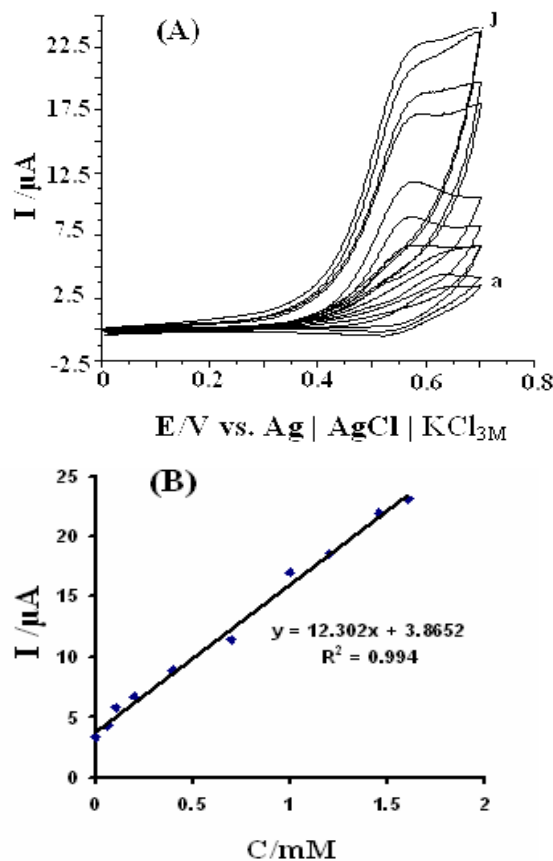 (A)
J
22.5
17.5
12.5
7.5
2.5
-2.5
I /µA
a
0 0.2 0.4 0.6 0.8
E/V vs. Ag | AgCl | KCl3M
(B)
25
20
15
10
5
0
I /µA
y = 12.302x + 3.8652
R² = 0.994
0 0.5 1 1.5 2
C/mM